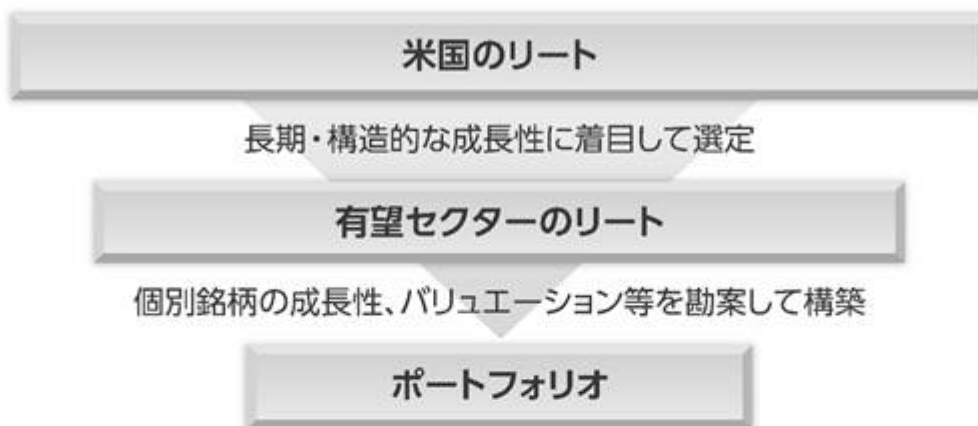 米国のリート
長期・構造的な成長性に着目して選定
有望セクターのリート
個別銘柄の成長性、バリュエーション等を勘案して構築
ポートフォリオ